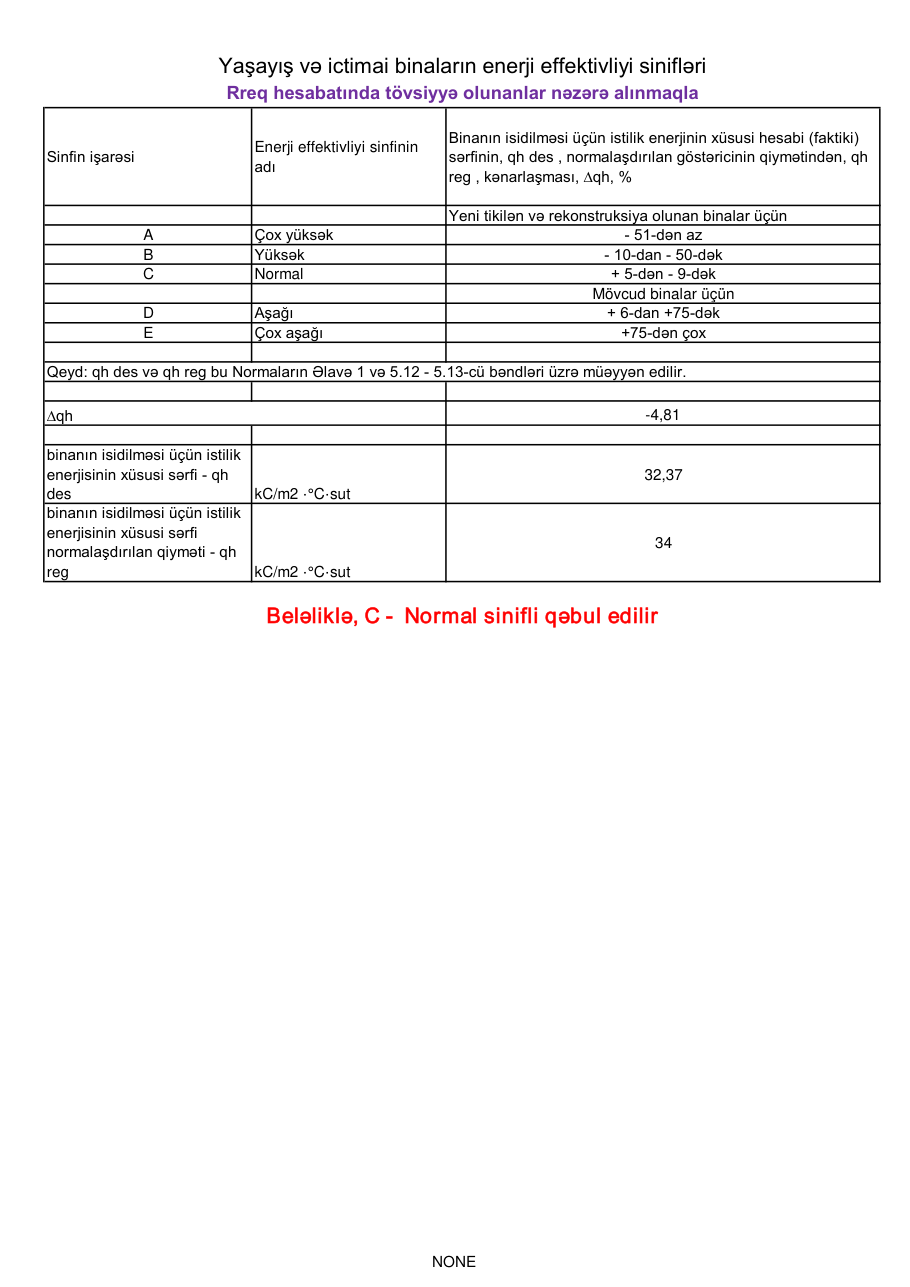 Yaşayış və ictimai binaların enerji effektivliyi sinifləri
Rreq hesabatında tövsiyyə olunanlar nəzərə alınmaqla
Sinfin işarəsi
Enerji effektivliyi sinfinin
adı
Binanın isidilməsi üçün istilik enerjinin xüsusi hesabi (faktiki)
sərfinin, qh des , normalaşdırılan göstəricinin qiymətindən, qh
reg , kənarlaşması, ∆qh, %
Yeni tikilən və rekonstruksiya olunan binalar üçün
A Çox yüksək - 51-dən az
B Yüksək - 10-dan - 50-dək
C Normal + 5-dən - 9-dək
Mövcud binalar üçün
D Aşağı + 6-dan +75-dək
E Çox aşağı +75-dən çox
Qeyd: qh des və qh reg bu Normaların Əlavə 1 və 5.12 - 5.13-cü bəndləri üzrə müəyyən edilir.
∆qh -4,81
binanın isidilməsi üçün istilik
enerjisinin xüsusi sərfi - qh
des
kC/m2 ·°C·sut
32,37
binanın isidilməsi üçün istilik
enerjisinin xüsusi sərfi
normalaşdırılan qiyməti - qh
reg
kC/m2 ·°C·sut
34
Beləliklə, C - Normal sinifli qəbul edilir
NONE